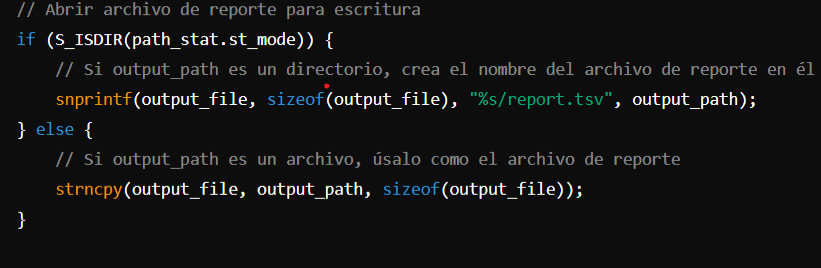 // Abrir archivo de reporte para escritura
if (S_ISDIR(path_stat.st_mode)) {
// Si output_path es un directorio, crea el nombre del archivo de reporte en él
snprintf(output_file, sizeof(output_file), "%s/report.tsv", output_path);
} else {
// Si output_path es un archivo, úsalo como el archivo de reporte
strncpy(output_file, output_path, sizeof(output_file));
}